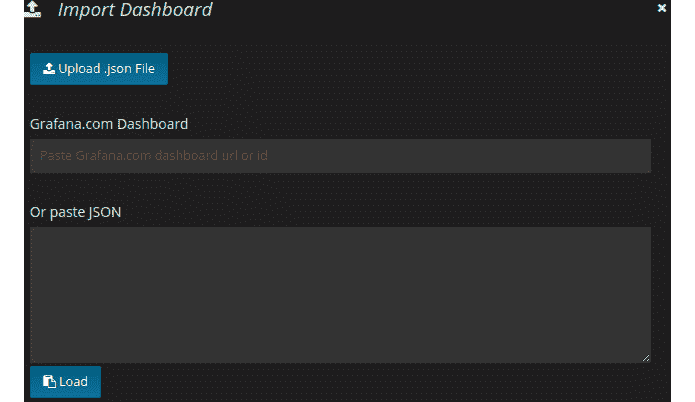 Import Dashboard
Upload .json File
Grafana.com Dashboard
Paste Grafana.com dashboard url or id
Or paste JSON
Load